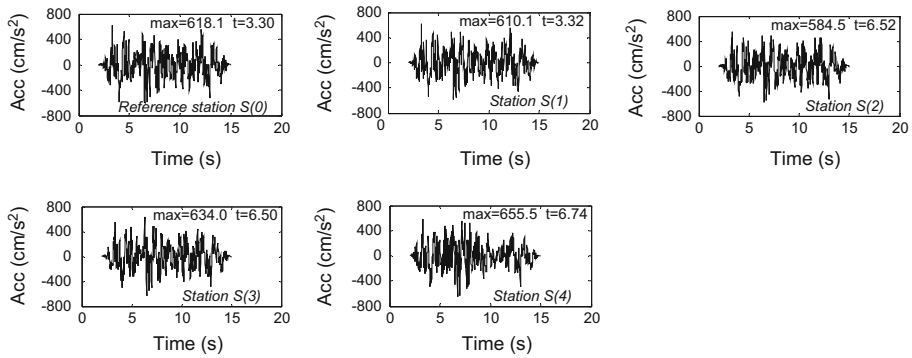 Acc (cm/s²)
800
400
0
-400
-800
max=618.1 t=3.30
Reference station S(0)
0 5 10 15 20
Time (s)
Acc (cm/s²)
800
400
0
-400
-800
max=610.1 t=3.32
Station S(1)
0 5 10 15 20
Time (s)
Acc (cm/s²)
800
400
0
-400
-800
max=584.5 t=6.52
Station S(2)
0 5 10 15 20
Time (s)
Acc (cm/s²)
800
400
0
-400
-800
max=634.0 t=6.50
Station S(3)
0 5 10 15 20
Time (s)
Acc (cm/s²)
800
400
0
-400
-800
max=655.5 t=6.74
Station S(4)
0 5 10 15 20
Time (s)